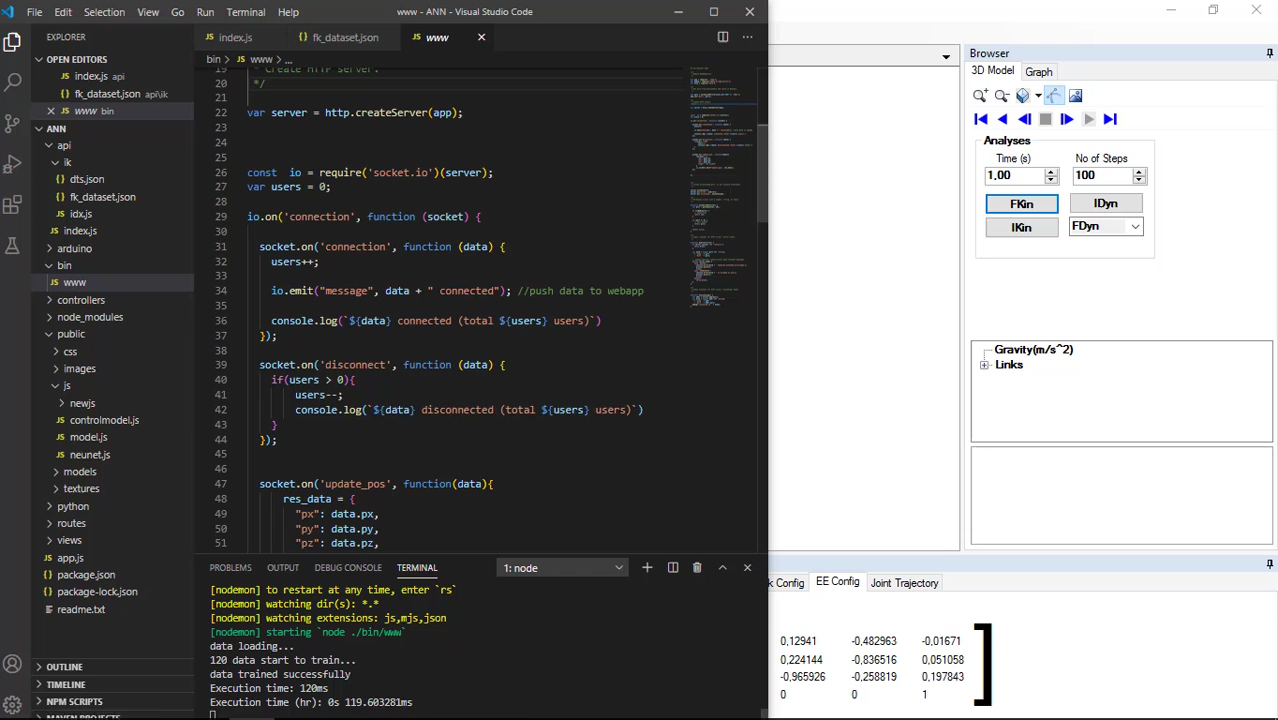 File Edit Selection View Go Run Terminal Help www - ANN - Visual Studio Code
EXPLORER
OPEN EDITORS
index.js api
fk_dataset.json api\ik
www bin
ANN
api
ik
dts.json
fk_dataset.json
idx.js
index.js
arduino
bin
www
controllers
node_modules
public
css
images
js
newjs
controlmodel.js
model.js
neunet.js
models
textures
python
routes
views
app.js
package.json
package-lock.json
readme.txt
OUTLINE
TIMELINE
NPM SCRIPTS
MAVEN PROJECTS
index.js fk_dataset.json www
bin > www > ...
19 * Create HTTP server.
20 */
21
22 var server = http.createServer(app);
23
24
25
26 const io = require('socket.io')(server);
27 var users = 0;
28
29 io.on('connection', function (socket) {
30
31 socket.on('connection', function (data) {
32 users++;
33
34 io.emit("message", data + " connected"); //push data to webapp
35
36 console.log(`${data} connected (total ${users} users)`)
37 });
38
39 socket.on('disconnect', function (data) {
40 if(users > 0){
41 users--;
42 console.log(`${data} disconnected (total ${users} users)`)
43 }
44 });
45
46
47 socket.on('update_pos', function(data){
48 res_data = {
49 "px": data.px,
50 "py": data.py,
51 "pz": data.pz,
PROBLEMS OUTPUT DEBUG CONSOLE TERMINAL 1: node
[nodemon] to restart at any time, enter `rs`
[nodemon] watching dir(s): *.*
[nodemon] watching extensions: js,mjs,json
[nodemon] starting `node ./bin/www`
data loading...
120 data start to train...
data trained successfully
Execution time: 120ms
Execution time (hr): 0s 119.603281ms
Browser
3D Model Graph
Analyses
Time (s) No of Steps
1.00 100
FKin IDyn
IKin FDyn
Gravity(m/s^2)
Links
k Config EE Config Joint Trajectory
0,12941 -0,482963 -0,01671
0,224144 -0,836516 0,051058
-0,965926 -0,258819 0,197843
0 0 1